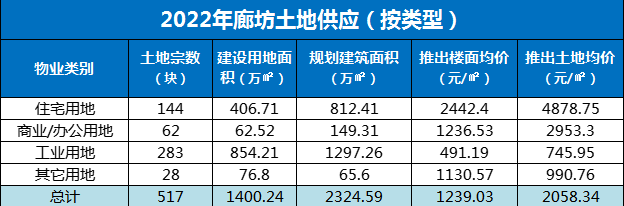 2022年廊坊土地供应（按类型）
物业类别 土地宗数（块） 建设用地面积（万㎡） 规划建筑面积（万㎡） 推出楼面均价（元/㎡） 推出土地均价（元/㎡）
住宅用地 144 406.71 812.41 2442.4 4878.75
商业/办公用地 62 62.52 149.31 1236.53 2953.3
工业用地 283 854.21 1297.26 491.19 745.95
其它用地 28 76.8 65.6 1130.57 990.76
总计 517 1400.24 2324.59 1239.03 2058.34